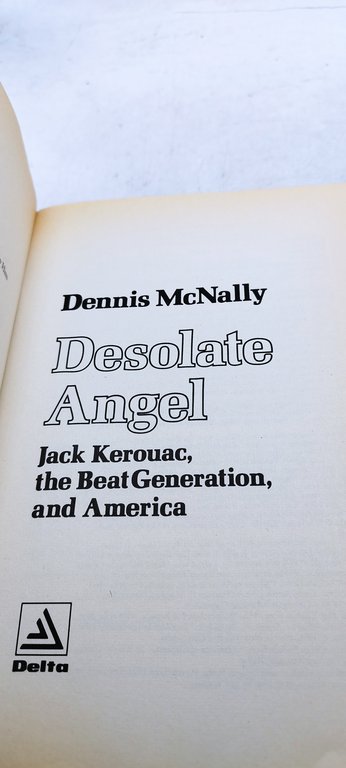 Dennis McNally
Desolate
Angel
Jack Kerouac,
the Beat Generation,
and America
Delta